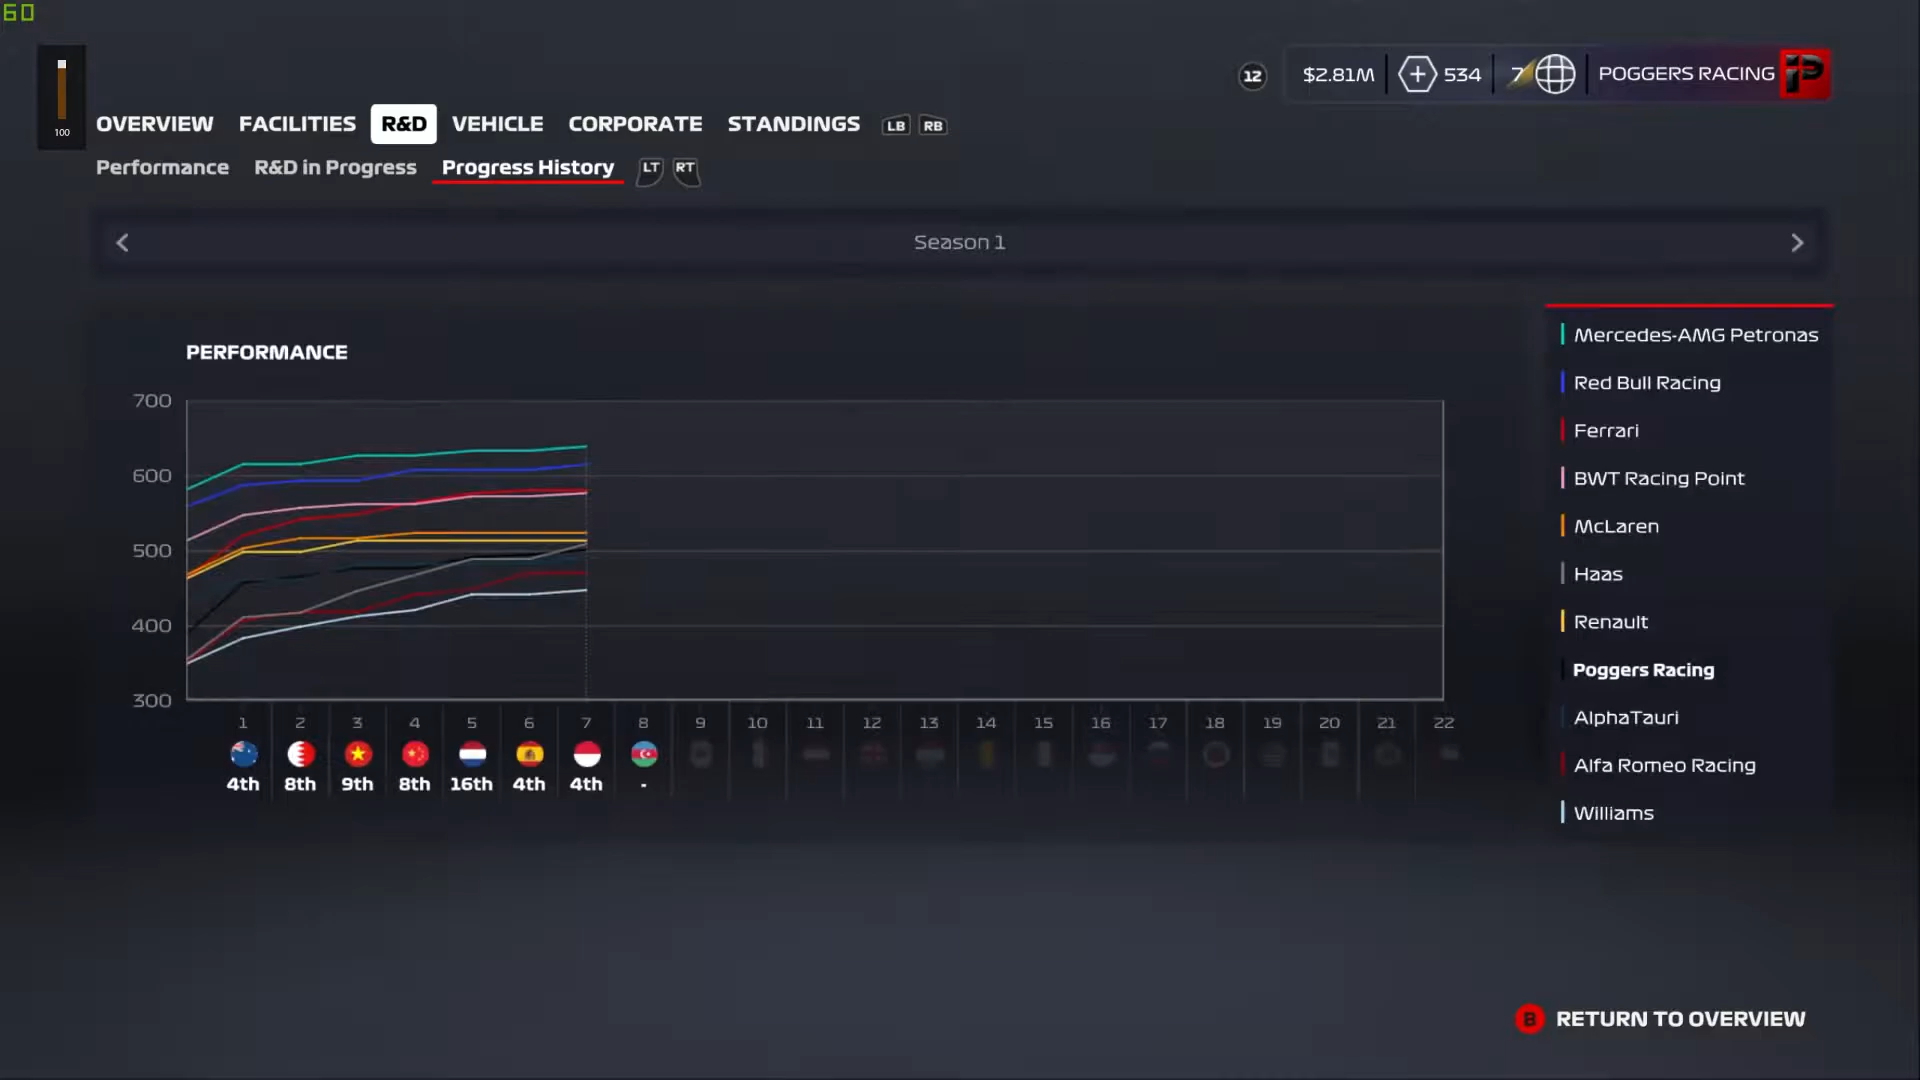 60
100
12
$2.81M
534
7
POGGERS RACING
OVERVIEW FACILITIES R&D VEHICLE CORPORATE STANDINGS LB RB
Performance R&D in Progress Progress History LT RT
Season 1
PERFORMANCE
700
600
500
400
300
1 2 3 4 5 6 7 8 9 10 11 12 13 14 15 16 17 18 19 20 21 22
4th 8th 9th 8th 16th 4th 4th -
Mercedes-AMG Petronas
Red Bull Racing
Ferrari
BWT Racing Point
McLaren
Haas
Renault
Poggers Racing
AlphaTauri
Alfa Romeo Racing
Williams
B RETURN TO OVERVIEW